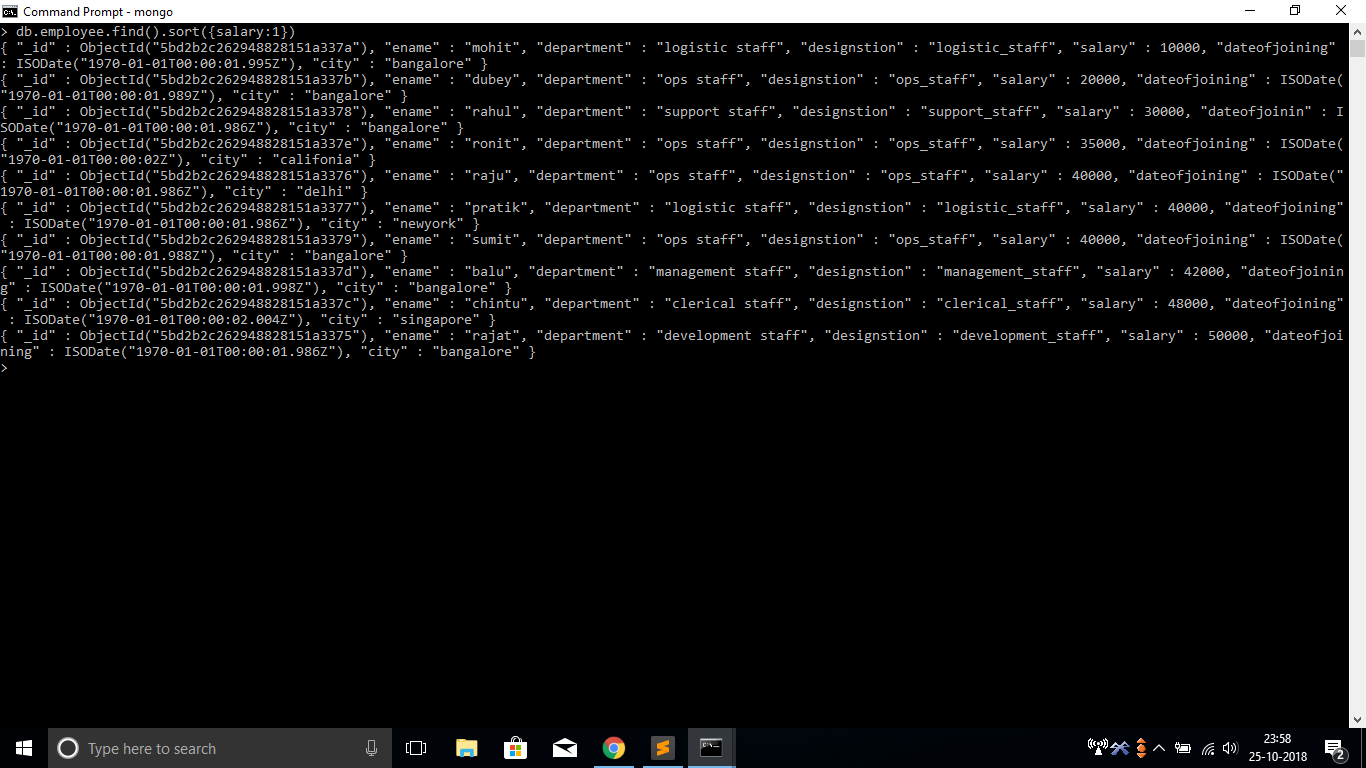 Command Prompt - mongo
> db.employee.find().sort({salary:1})
{ "_id" : ObjectId("5bd2b2c262948828151a337a"), "ename" : "mohit", "department" : "logistic staff", "designstion" : "logistic_staff", "salary" : 10000, "dateofjoining"
: ISODate("1970-01-01T00:00:01.995Z"), "city" : "bangalore" }
{ "_id" : ObjectId("5bd2b2c262948828151a337b"), "ename" : "dubey", "department" : "ops staff", "designstion" : "ops_staff", "salary" : 20000, "dateofjoining" : ISODate(
"1970-01-01T00:00:01.989Z"), "city" : "bangalore" }
{ "_id" : ObjectId("5bd2b2c262948828151a3378"), "ename" : "rahul", "department" : "support staff", "designstion" : "support_staff", "salary" : 30000, "dateofjoinin" : I
SODate("1970-01-01T00:00:01.986Z"), "city" : "bangalore" }
{ "_id" : ObjectId("5bd2b2c262948828151a337e"), "ename" : "ronit", "department" : "ops staff", "designstion" : "ops_staff", "salary" : 35000, "dateofjoining" : ISODate(
"1970-01-01T00:00:02Z"), "city" : "califonia" }
{ "_id" : ObjectId("5bd2b2c262948828151a3376"), "ename" : "raju", "department" : "ops staff", "designstion" : "ops_staff", "salary" : 40000, "dateofjoining" : ISODate("
1970-01-01T00:00:01.986Z"), "city" : "delhi" }
{ "_id" : ObjectId("5bd2b2c262948828151a3377"), "ename" : "pratik", "department" : "logistic staff", "designstion" : "logistic_staff", "salary" : 40000, "dateofjoining"
: ISODate("1970-01-01T00:00:01.986Z"), "city" : "newyork" }
{ "_id" : ObjectId("5bd2b2c262948828151a3379"), "ename" : "sumit", "department" : "ops staff", "designstion" : "ops_staff", "salary" : 40000, "dateofjoining" : ISODate(
"1970-01-01T00:00:01.988Z"), "city" : "bangalore" }
{ "_id" : ObjectId("5bd2b2c262948828151a337d"), "ename" : "balu", "department" : "management staff", "designstion" : "management_staff", "salary" : 42000, "dateofjoinin
g" : ISODate("1970-01-01T00:00:01.998Z"), "city" : "bangalore" }
{ "_id" : ObjectId("5bd2b2c262948828151a337c"), "ename" : "chintu", "department" : "clerical staff", "designstion" : "clerical_staff", "salary" : 48000, "dateofjoining"
: ISODate("1970-01-01T00:00:02.004Z"), "city" : "singapore" }
{ "_id" : ObjectId("5bd2b2c262948828151a3375"), "ename" : "rajat", "department" : "development staff", "designstion" : "development_staff", "salary" : 50000, "dateofjoi
ning" : ISODate("1970-01-01T00:00:01.986Z"), "city" : "bangalore" }
>
Type here to search
23:58
25-10-2018
2